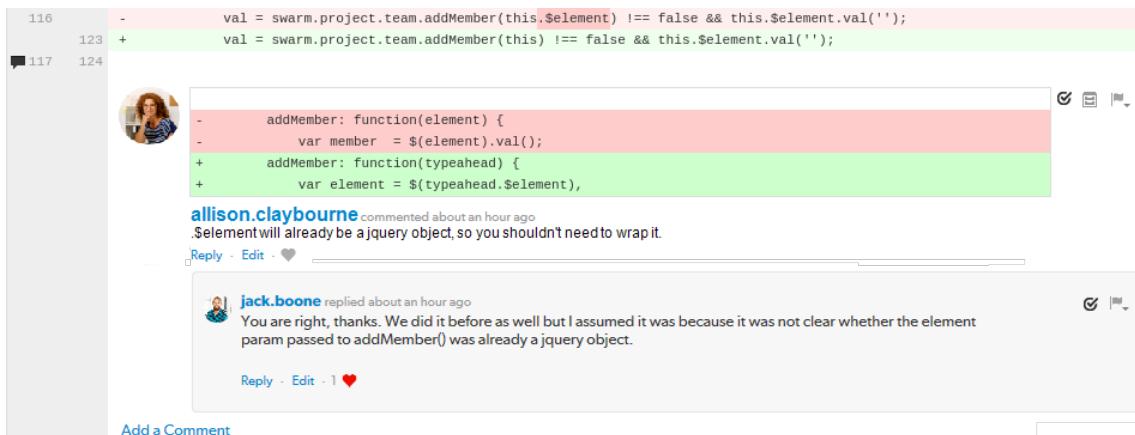 116 - val = swarm.project.team.addMember(this.$element) !== false && this.$element.val('');
123 + val = swarm.project.team.addMember(this) !== false && this.$element.val('');
117 124
- addMember: function(element) {
- var member = $(element).val();
+ addMember: function(typeahead) {
+ var element = $(typeahead.$element),
allison.claybourne commented about an hour ago
.$element will already be a jquery object, so you shouldn't need to wrap it.
Reply · Edit ·
jack.boone replied about an hour ago
You are right, thanks. We did it before as well but I assumed it was because it was not clear whether the element
param passed to addMember() was already a jquery object.
Reply · Edit · 1
Add a Comment